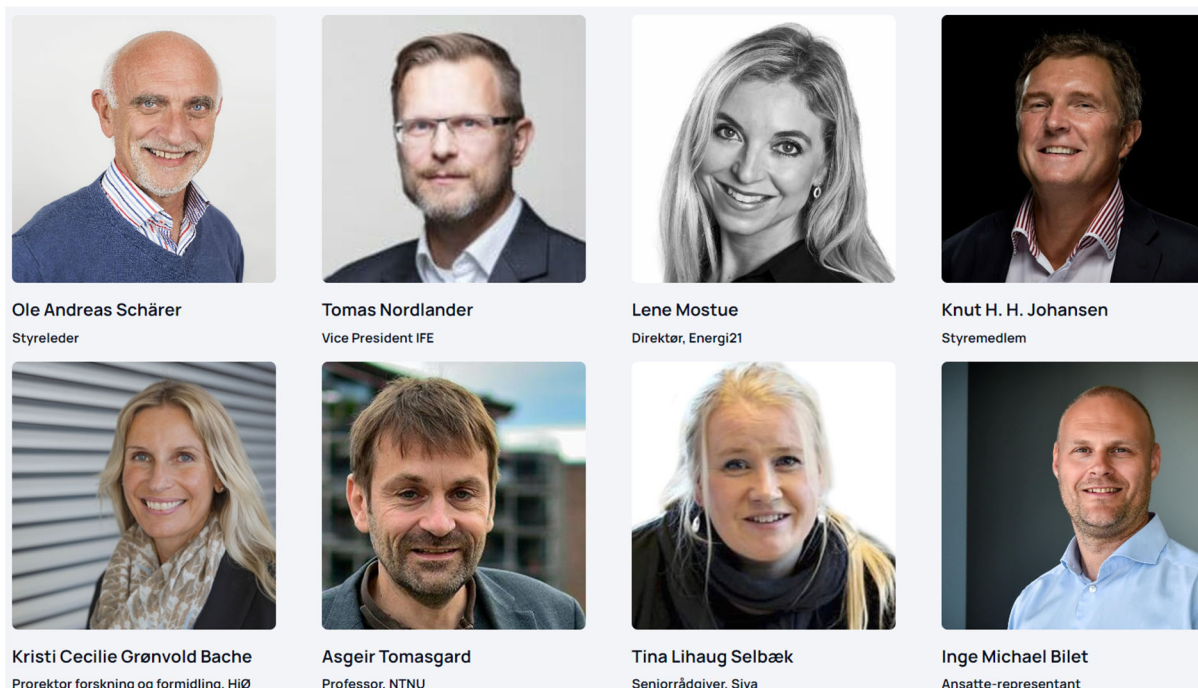 Ole Andreas Schärer
Styreleder
Tomas Nordlander
Vice President IFE
Lene Mostue
Direktør, Energi21
Knut H. H. Johansen
Styremedlem
Kristi Cecilie Grønvold Bache
Prorektor forskning og formidling, HiØ
Asgeir Tomasgard
Professor, NTNU
Tina Lihaug Selbæk
Seniorrådgiver, Siva
Inge Michael Bilet
Ansatte-representant